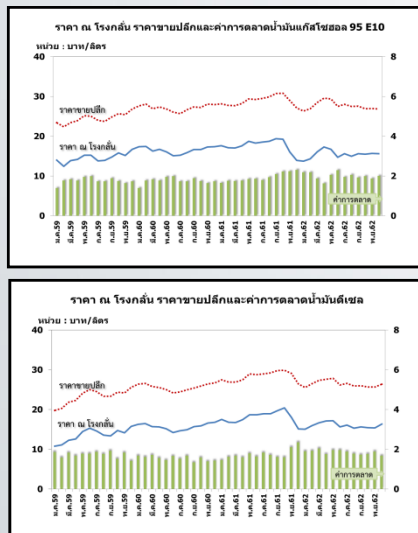 ราคา ณ โรงกลั่น ราคาขายปลีกและค่าการตลาดน้ำมันแก๊สโซฮอล 95 E10
หน่วย : บาท/ลิตร
40 8
30 6
20 4
10 2
0 0
ราคาขายปลีก
ราคา ณ โรงกลั่น
ค่าการตลาด
ม.ค.59 มี.ค.59 พ.ค.59 ก.ค.59 ก.ย.59 พ.ย.59 ม.ค.60 มี.ค.60 พ.ค.60 ก.ค.60 ก.ย.60 พ.ย.60 ม.ค.61 มี.ค.61 พ.ค.61 ก.ค.61 ก.ย.61 พ.ย.61 ม.ค.62 มี.ค.62 พ.ค.62 ก.ค.62 ก.ย.62 พ.ย.62
ราคา ณ โรงกลั่น ราคาขายปลีกและค่าการตลาดน้ำมันดีเซล
หน่วย : บาท/ลิตร
40 8
30 6
20 4
10 2
0 0
ราคาขายปลีก
ราคา ณ โรงกลั่น
ค่าการตลาด
ม.ค.59 มี.ค.59 พ.ค.59 ก.ค.59 ก.ย.59 พ.ย.59 ม.ค.60 มี.ค.60 พ.ค.60 ก.ค.60 ก.ย.60 พ.ย.60 ม.ค.61 มี.ค.61 พ.ค.61 ก.ค.61 ก.ย.61 พ.ย.61 ม.ค.62 มี.ค.62 พ.ค.62 ก.ค.62 ก.ย.62 พ.ย.62